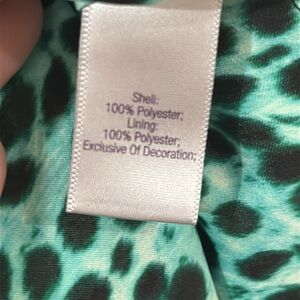 Shell:
100% Polyester;
Lining:
100% Polyester;
Exclusive Of Decoration;